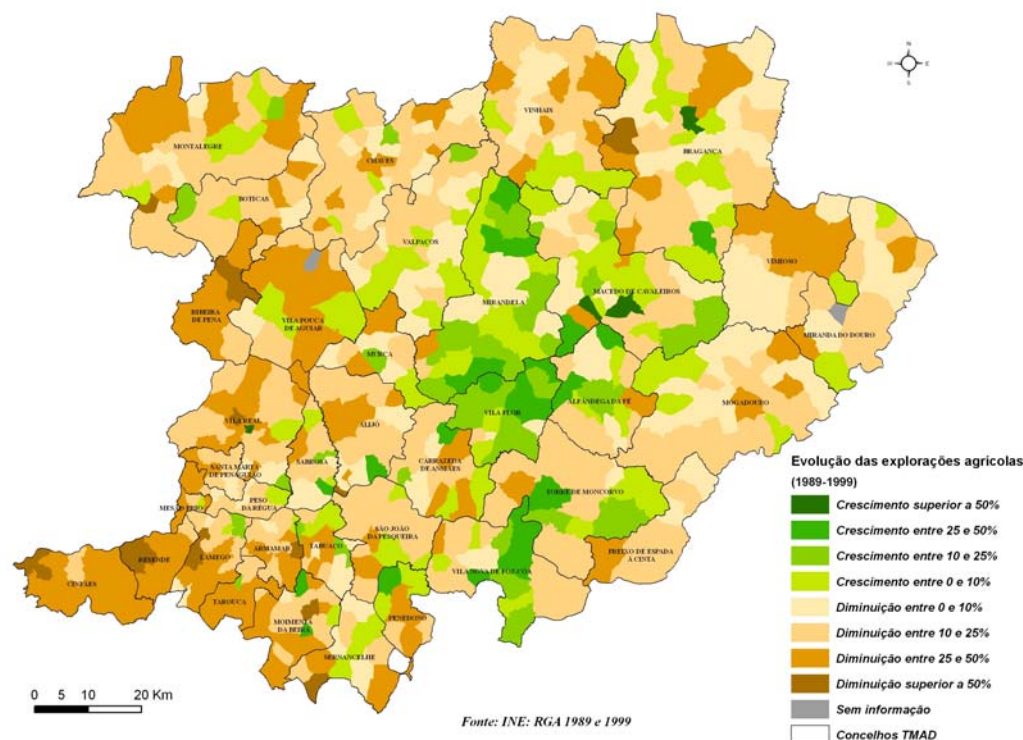 N
E
S
VINHAIS
BRAGANÇA
MONTALEGRE
CHAVES
BOTICAS
VALPAÇOS
VIMIOSO
RIBEIRA
DE PENA
VILA POUCA
DE AGUIAR
MIRANDELA
MACEDO DE CAVALEIROS
MIRANDA DO DOURO
MURÇA
VILA FLOR
ALFÂNDEGA DA FÉ
MOGADOURO
VILA REAL
ALIJÓ
SANTA MARTA
DE PENAGUIÃO
SABROSA
CARRAZEDA
DE ANSIÃES
MESÃO FRIO
PESO
DA RÉGUA
TORRE DE MONCORVO
SÃO JOÃO
DA PESQUEIRA
CINFÃES
RESENDE
LAMEGO
ARMAMAR
TABUAÇO
VILA NOVA DE FOZ COA
FREIXO DE ESPADA
À CINTA
TAROUCA
MOIMENTA
DA BEIRA
PENEDONO
SERNANCELHE
Evolução das explorações agrícolas
(1989-1999)
Crescimento superior a 50%
Crescimento entre 25 e 50%
Crescimento entre 10 e 25%
Crescimento entre 0 e 10%
Diminuição entre 0 e 10%
Diminuição entre 10 e 25%
Diminuição entre 25 e 50%
Diminuição superior a 50%
Sem informação
Concelhos TMAD
0 5 10 20 Km
Fonte: INE: RGA 1989 e 1999